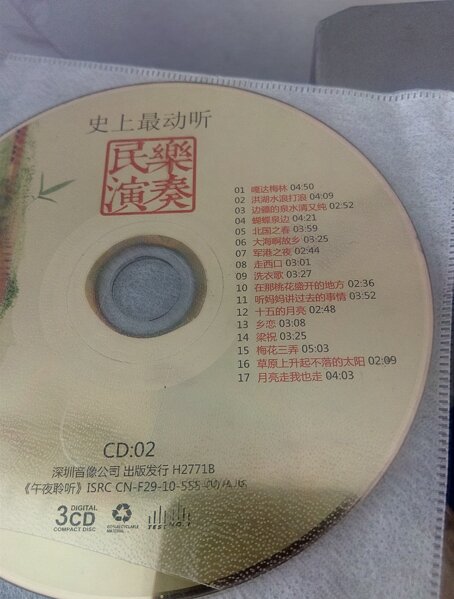 史上最动听
民樂
演奏
01 嘎达梅林 04:50
02 洪湖水浪打浪 04:09
03 边疆的泉水清又纯 02:52
04 蝴蝶泉边 04:21
05 北国之春 03:59
06 大海啊故乡 03:25
07 军港之夜 02:44
08 走西口 03:01
09 洗衣歌 03:27
10 在那桃花盛开的地方 02:36
11 听妈妈讲过去的事情 03:52
12 十五的月亮 02:48
13 乡恋 03:08
14 梁祝 03:25
15 梅花三弄 05:03
16 草原上升起不落的太阳 02:09
17 月亮走我也走 04:03
CD:02
深圳音像公司 出版发行 H2771B
《午夜聆听》ISRC CN-F29-10-555-00/A.J6
3CD
DIGITAL
COMPACT DISC
TEST NO.1